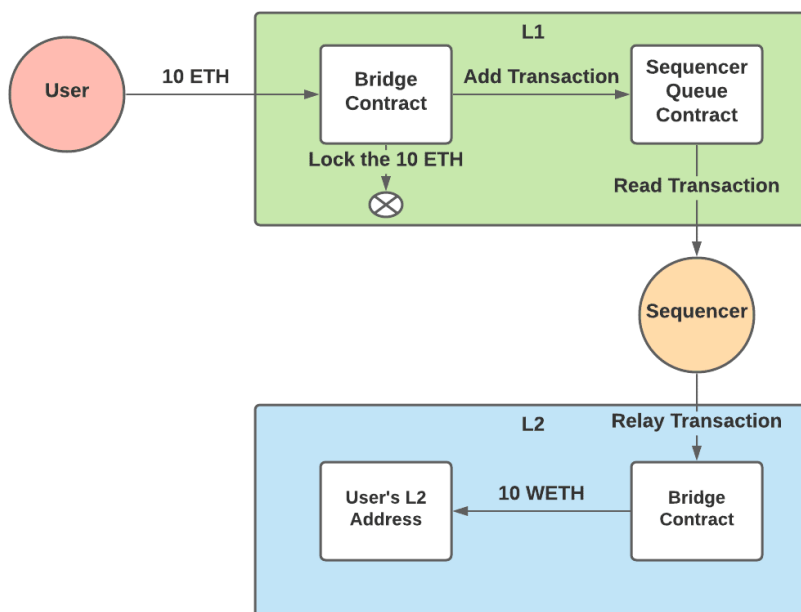 L1
User
10 ETH
Bridge
Contract
Add Transaction
Sequencer
Queue
Contract
Lock the 10 ETH
Read Transaction
Sequencer
L2
Relay Transaction
User's L2
Address
10 WETH
Bridge
Contract